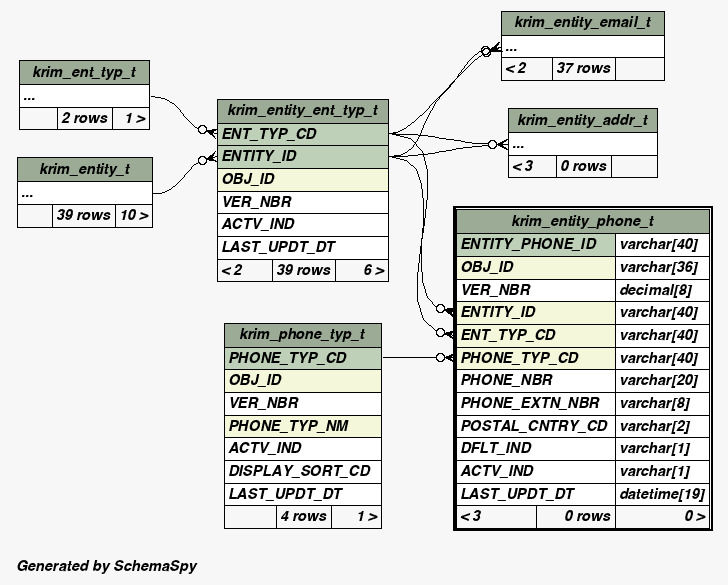 krim_ent_typ_t
...
2 rows 1 >
krim_entity_t
...
39 rows 10 >
krim_entity_ent_typ_t
ENT_TYP_CD
ENTITY_ID
OBJ_ID
VER_NBR
ACTV_IND
LAST_UPDT_DT
< 2 39 rows 6 >
krim_entity_email_t
...
< 2 37 rows
krim_entity_addr_t
...
< 3 0 rows
krim_phone_typ_t
PHONE_TYP_CD
OBJ_ID
VER_NBR
PHONE_TYP_NM
ACTV_IND
DISPLAY_SORT_CD
LAST_UPDT_DT
4 rows 1 >
krim_entity_phone_t
ENTITY_PHONE_ID varchar[40]
OBJ_ID varchar[36]
VER_NBR decimal[8]
ENTITY_ID varchar[40]
ENT_TYP_CD varchar[40]
PHONE_TYP_CD varchar[40]
PHONE_NBR varchar[20]
PHONE_EXTN_NBR varchar[8]
POSTAL_CNTRY_CD varchar[2]
DFLT_IND varchar[1]
ACTV_IND varchar[1]
LAST_UPDT_DT datetime[19]
< 3 0 rows 0 >
Generated by SchemaSpy